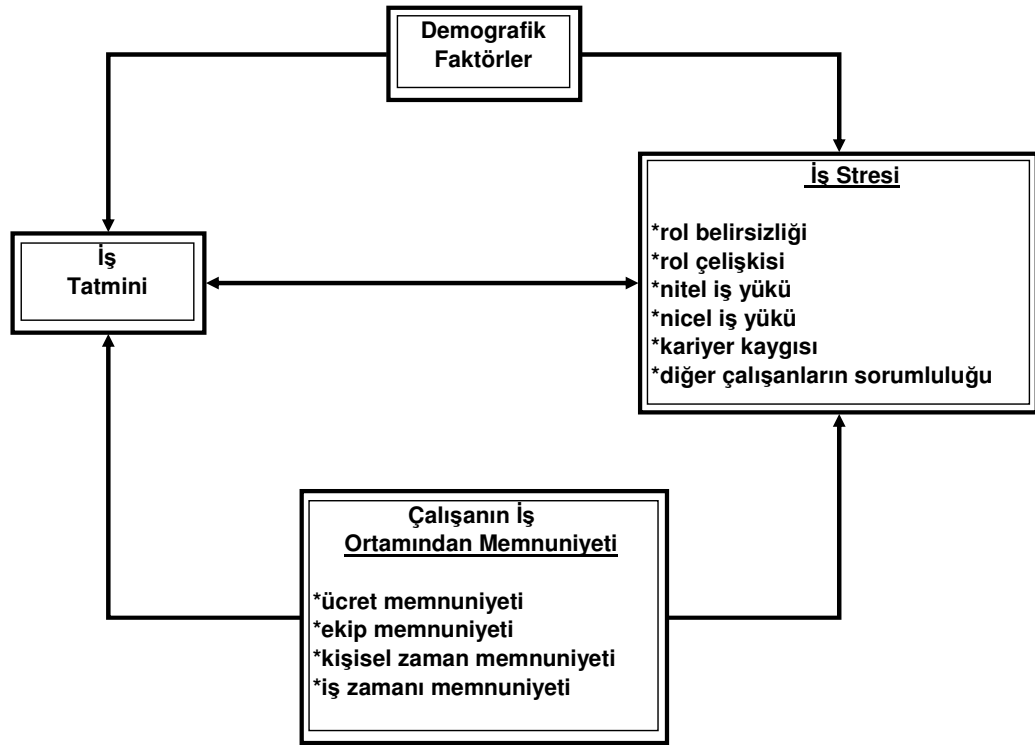 Demografik
Faktörler
İş Stresi
*rol belirsizliği
*rol çelişkisi
*nitel iş yükü
*nicel iş yükü
*kariyer kaygısı
*diğer çalışanların sorumluluğu
İş
Tatmini
Çalışanın İş
Ortamından Memnuniyeti
*ücret memnuniyeti
*ekip memnuniyeti
*kişisel zaman memnuniyeti
*iş zamanı memnuniyeti